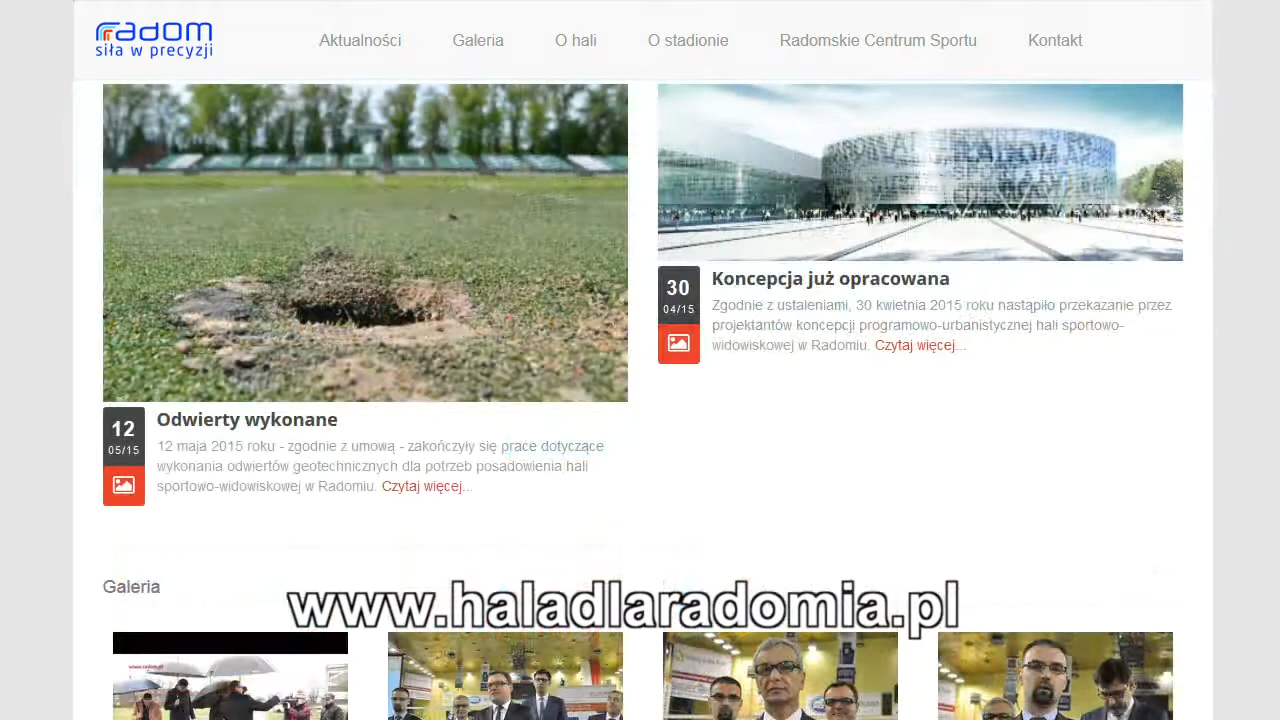 radom
siła w precyzji
Aktualności
Galeria
O hali
O stadionie
Radomskie Centrum Sportu
Kontakt
12
05/15
Odwierty wykonane
12 maja 2015 roku - zgodnie z umową - zakończyły się prace dotyczące
wykonania odwiertów geotechnicznych dla potrzeb posadowienia hali
sportowo-widowiskowej w Radomiu. Czytaj więcej...
30
04/15
Koncepcja już opracowana
Zgodnie z ustaleniami, 30 kwietnia 2015 roku nastąpiło przekazanie przez
projektantów koncepcji programowo-urbanistycznej hali sportowo-
widowiskowej w Radomiu. Czytaj więcej...
Galeria
www.haladlaradomia.pl
www.radom.pl